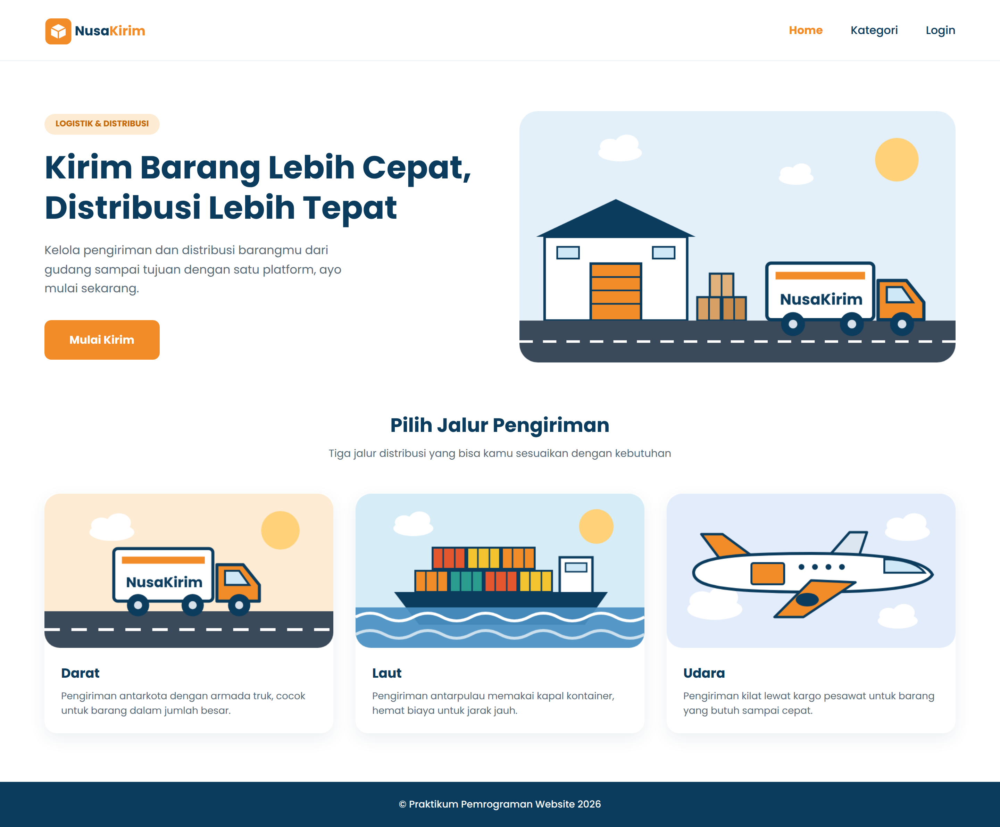 NusaKirim
Home Kategori Login
LOGISTIK & DISTRIBUSI
Kirim Barang Lebih Cepat,
Distribusi Lebih Tepat
Kelola pengiriman dan distribusi barangmu dari
gudang sampai tujuan dengan satu platform, ayo
mulai sekarang.
Mulai Kirim
NusaKirim
Pilih Jalur Pengiriman
Tiga jalur distribusi yang bisa kamu sesuaikan dengan kebutuhan
NusaKirim
Darat
Pengiriman antarkota dengan armada truk, cocok
untuk barang dalam jumlah besar.
Laut
Pengiriman antarpulau memakai kapal kontainer,
hemat biaya untuk jarak jauh.
Udara
Pengiriman kilat lewat kargo pesawat untuk barang
yang butuh sampai cepat.
© Praktikum Pemrograman Website 2026